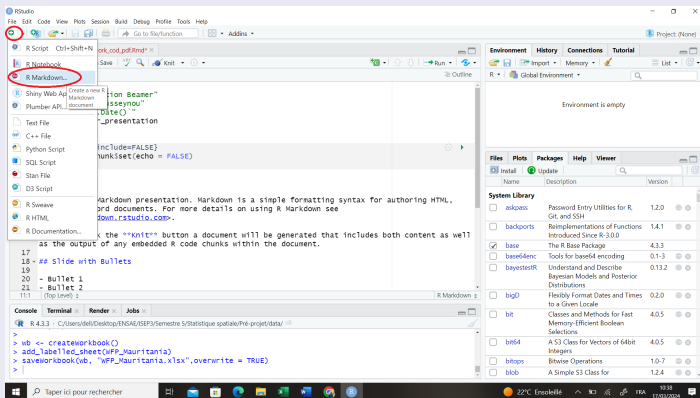 RStudio
File Edit Code View Plots Session Build Debug Profile Tools Help
Go to file/function
Addins
Project: (None)
R Script Ctrl+Shift+N
R Notebook
R Markdown...
Shiny Web Ap
Plumber API...
Text File
C++ File
Python Script
SQL Script
Stan File
D3 Script
R Sweave
R HTML
R Documentation...
Create a new R
Markdown
document
ork_cod_pdf.Rmd*
Save
Knit
Run
Outline
tion Beamer"
sseynou"
.Date()`"
r_presentation
include=FALSE}
hunk$set(echo = FALSE)
Markdown presentation. Markdown is a simple formatting syntax for authoring HTML,
ord documents. For more details on using R Markdown see
down.rstudio.com>.
k the **Knit** button a document will be generated that includes both content as well
as the output of any embedded R code chunks within the document.
17
18 ## Slide with Bullets
19
20 - Bullet 1
21 - Bullet 2
11:1 (Top Level) R Markdown
Console Terminal Render Jobs
R 4.3.3 · C:/Users/dell/Desktop/ENSAE/ISEP3/Semestre 5/Statistique spatiale/Pré-projet/data/
>
> wb <- createWorkbook()
> add_labelled_sheet(WFP_Mauritania)
> saveWorkbook(wb, "WFP_Mauritania.xlsx",overwrite = TRUE)
>
Environment History Connections Tutorial
Import Memory List
R Global Environment
Environment is empty
Files Plots Packages Help Viewer
Install Update
Name Description Version
System Library
askpass Password Entry Utilities for R, Git, and SSH 1.2.0
backports Reimplementations of Functions Introduced Since R-3.0.0 1.4.1
base The R Base Package 4.3.3
base64enc Tools for base64 encoding 0.1-3
bayestestR Understand and Describe Bayesian Models and Posterior Distributions 0.13.2
bigD Flexibly Format Dates and Times to a Given Locale 0.2.0
bit Classes and Methods for Fast Memory-Efficient Boolean Selections 4.0.5
bit64 A S3 Class for Vectors of 64bit Integers 4.0.5
bitops Bitwise Operations 1.0-7
blob A Simple S3 Class for 1.2.4
Taper ici pour rechercher
22°C Ensoleillé
FRA
10:38
17/03/2024